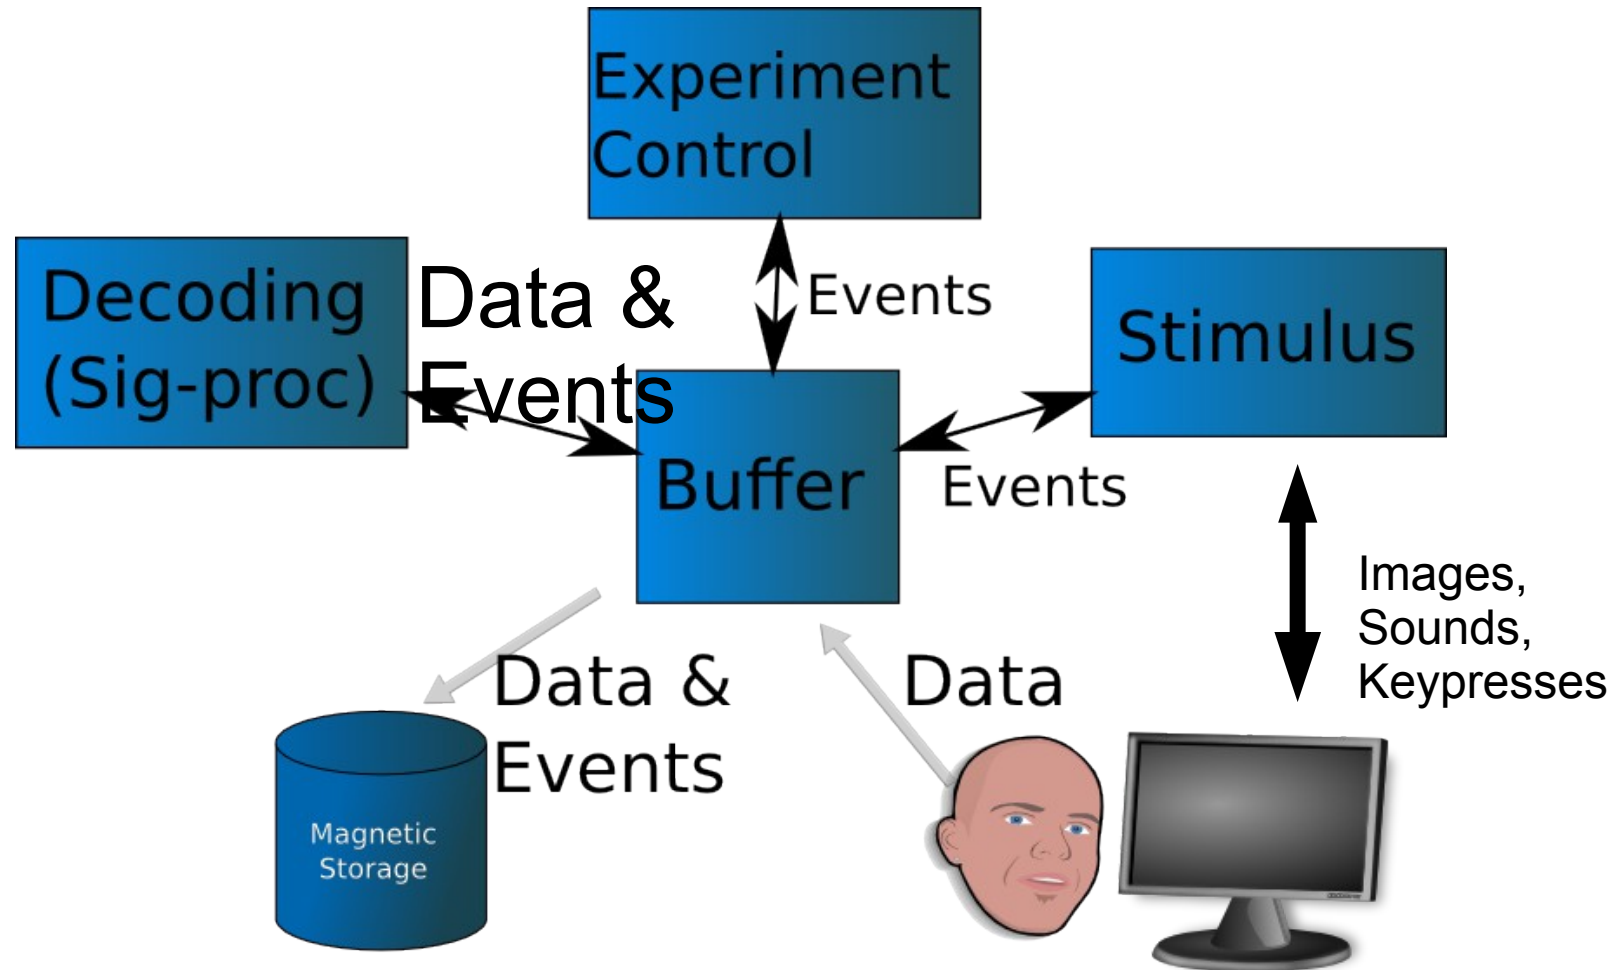 Experiment
Control
Decoding
(Sig-proc)
Data &
Events
Events
Stimulus
Buffer
Events
Images,
Sounds,
Keypresses
Data &
Events
Data
Magnetic
Storage